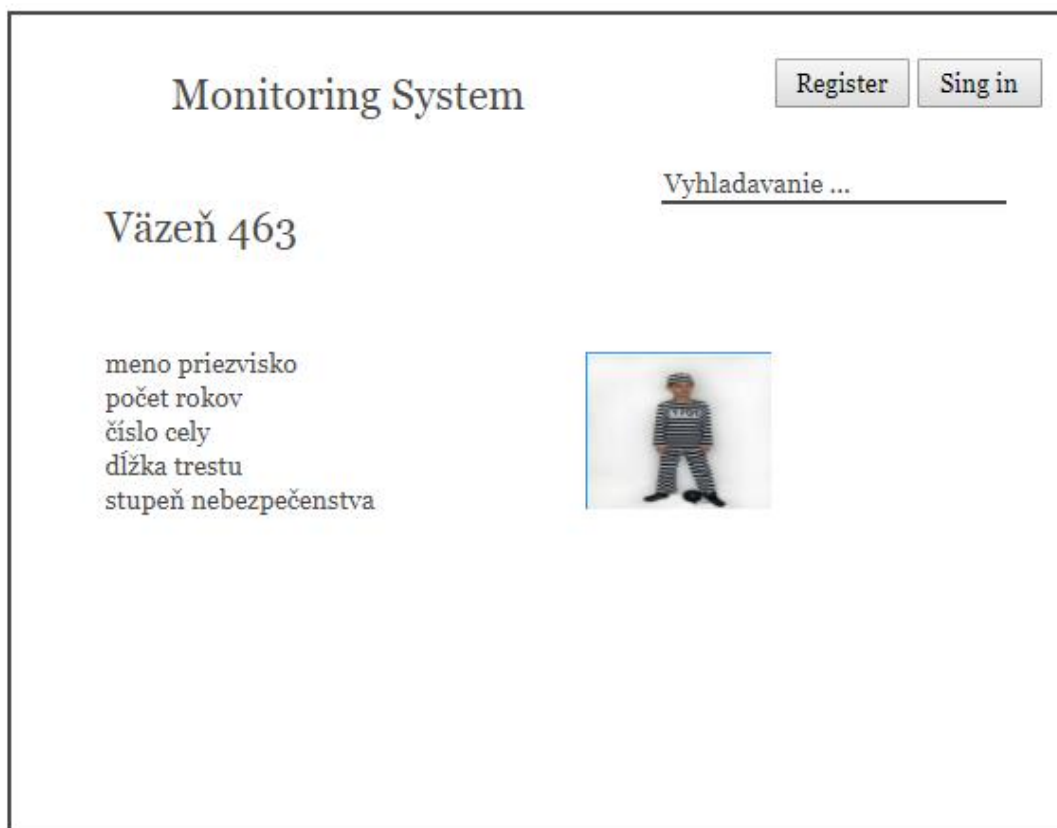 Monitoring System
Register
Sing in
Vyhladavanie ...
Väzeň 463
meno priezvisko
počet rokov
číslo cely
dĺžka trestu
stupeň nebezpečenstva